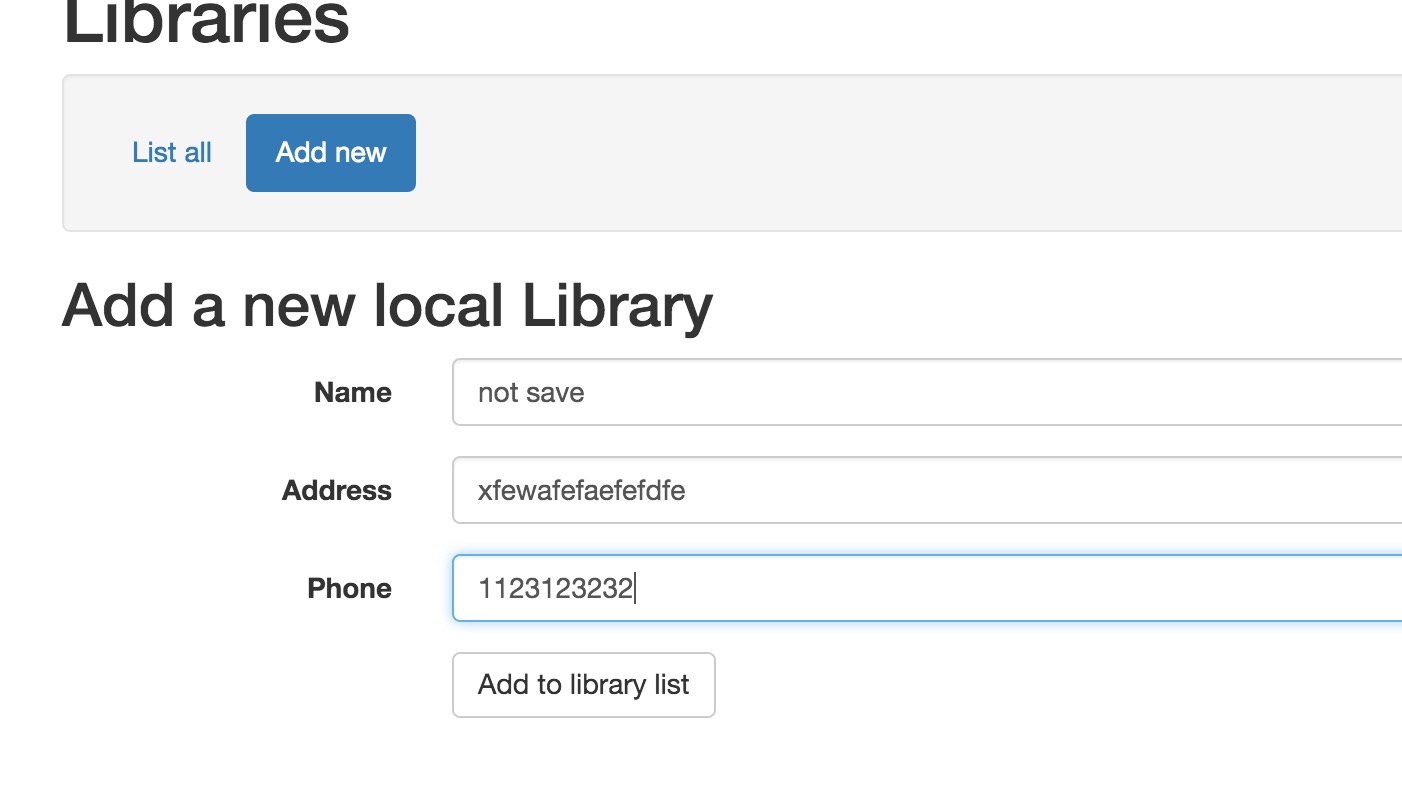 Libraries
List all Add new
Add a new local Library
Name not save
Address xfewafefaefefdfe
Phone 1123123232
Add to library list